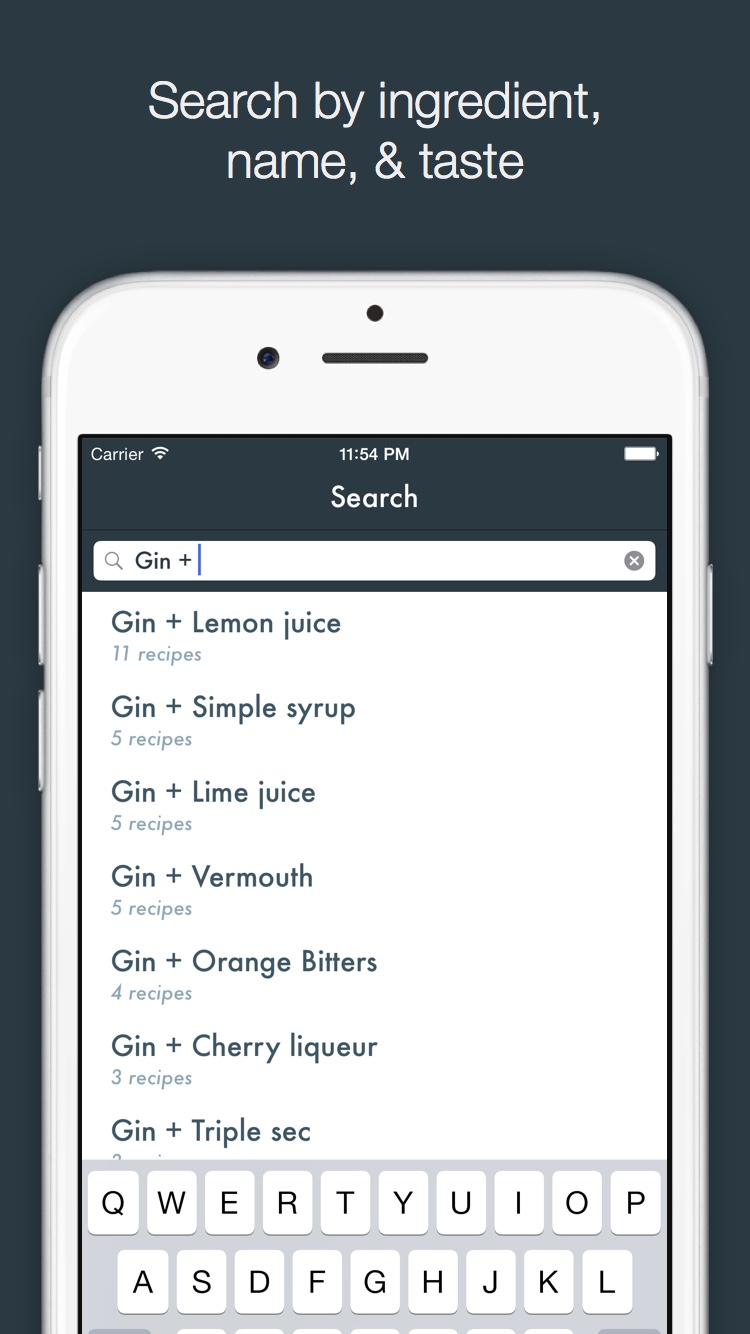 Search by ingredient,
name, & taste
Carrier 11:54 PM
Search
Gin +
Gin + Lemon juice
11 recipes
Gin + Simple syrup
5 recipes
Gin + Lime juice
5 recipes
Gin + Vermouth
5 recipes
Gin + Orange Bitters
4 recipes
Gin + Cherry liqueur
3 recipes
Gin + Triple sec
Q W E R T Y U I O P
A S D F G H J K L